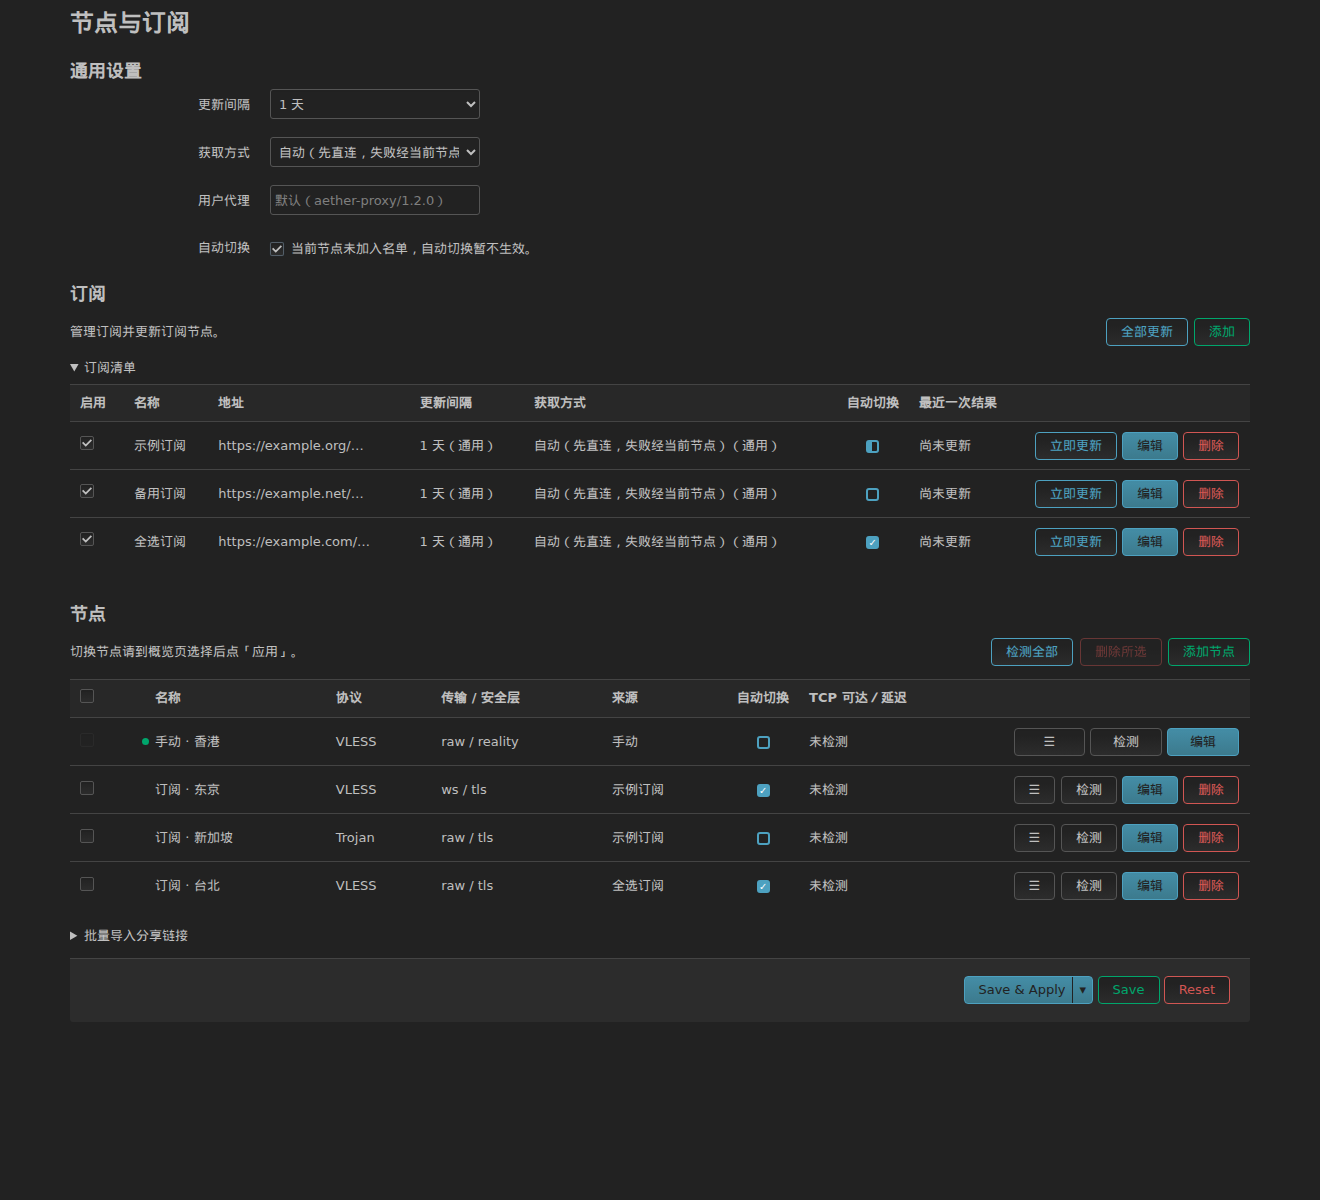 节点与订阅
通用设置
更新间隔 1 天
获取方式 自动（先直连，失败经当前节点
用户代理 默认（aether-proxy/1.2.0）
自动切换 当前节点未加入名单，自动切换暂不生效。
订阅
管理订阅并更新订阅节点。 全部更新 添加
▼ 订阅清单
启用 名称 地址 更新间隔 获取方式 自动切换 最近一次结果
示例订阅 https://example.org/… 1 天（通用） 自动（先直连，失败经当前节点）（通用） 尚未更新 立即更新 编辑 删除
备用订阅 https://example.net/… 1 天（通用） 自动（先直连，失败经当前节点）（通用） 尚未更新 立即更新 编辑 删除
全选订阅 https://example.com/… 1 天（通用） 自动（先直连，失败经当前节点）（通用） 尚未更新 立即更新 编辑 删除
节点
切换节点请到概览页选择后点「应用」。 检测全部 删除所选 添加节点
名称 协议 传输 / 安全层 来源 自动切换 TCP 可达 / 延迟
手动 · 香港 VLESS raw / reality 手动 未检测 ☰ 检测 编辑
订阅 · 东京 VLESS ws / tls 示例订阅 未检测 ☰ 检测 编辑 删除
订阅 · 新加坡 Trojan raw / tls 示例订阅 未检测 ☰ 检测 编辑 删除
订阅 · 台北 VLESS raw / tls 全选订阅 未检测 ☰ 检测 编辑 删除
▶ 批量导入分享链接
Save & Apply ▾ Save Reset